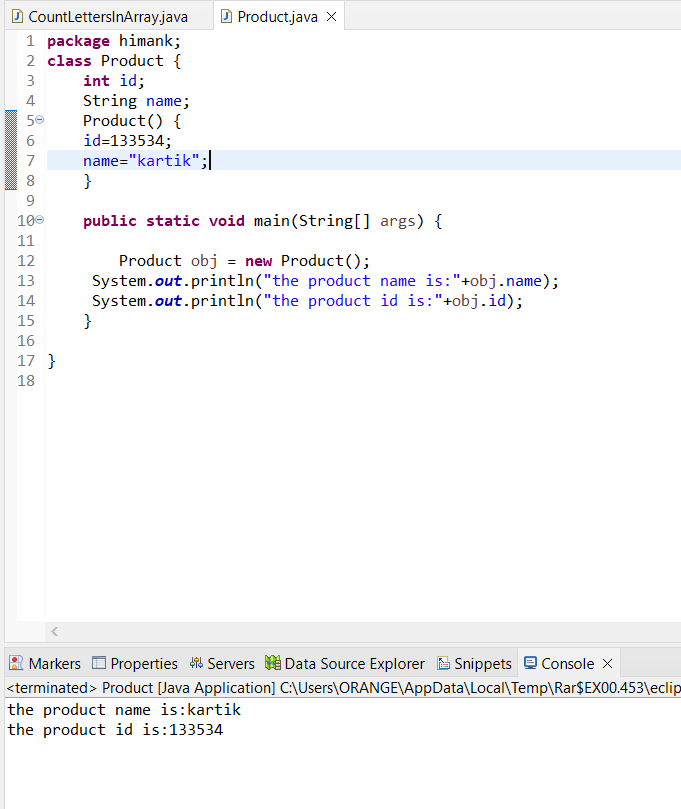 CountLettersInArray.java Product.java
1 package himank;
2 class Product {
3 int id;
4 String name;
5 Product() {
6 id=133534;
7 name="kartik";
8 }
9
10 public static void main(String[] args) {
11
12 Product obj = new Product();
13 System.out.println("the product name is:"+obj.name);
14 System.out.println("the product id is:"+obj.id);
15 }
16
17 }
18
Markers Properties Servers Data Source Explorer Snippets Console
<terminated> Product [Java Application] C:\Users\ORANGE\AppData\Local\Temp\Rar$EX00.453\eclip
the product name is:kartik
the product id is:133534